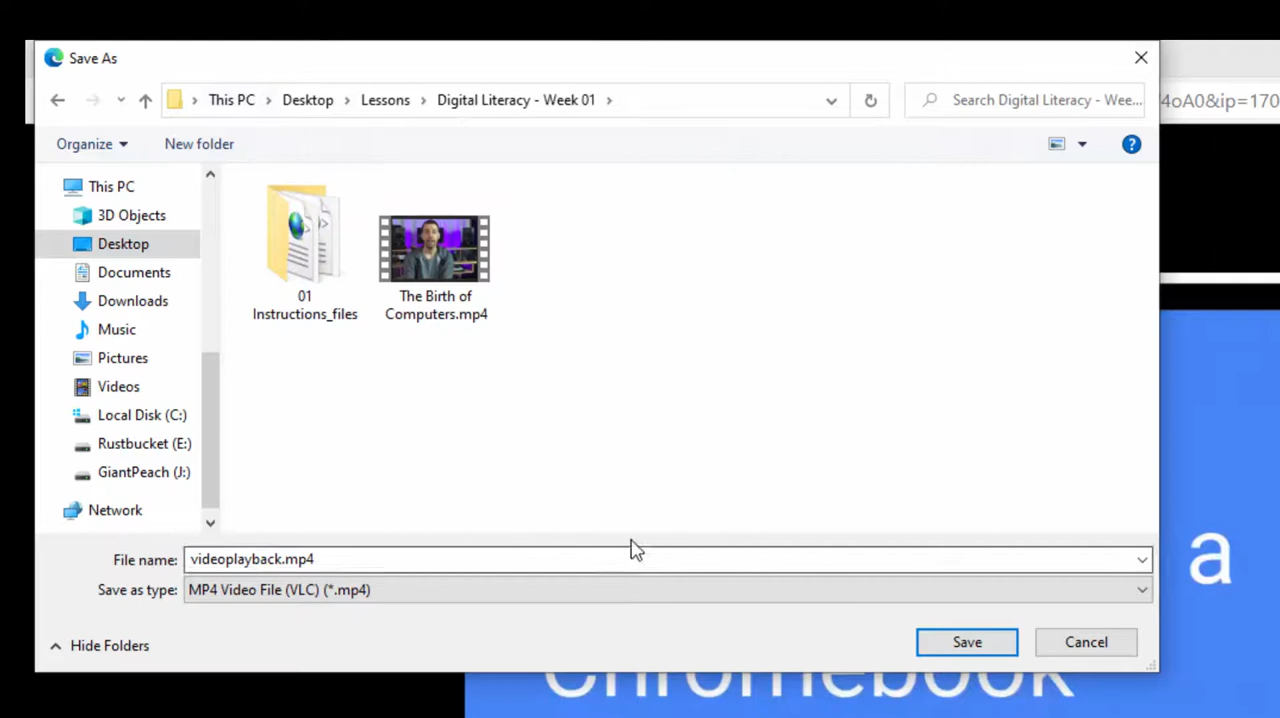 Save As
This PC
Desktop
Lessons
Digital Literacy - Week 01
Search Digital Literacy - Wee...
/4oA0&ip=170
Organize
New folder
This PC
3D Objects
Desktop
Documents
Downloads
Music
Pictures
Videos
Local Disk (C:)
Rustbucket (E:)
GiantPeach (J:)
Network
01
Instructions_files
The Birth of
Computers.mp4
a
File name: videoplayback.mp4
Save as type: MP4 Video File (VLC) (*.mp4)
Hide Folders
Save
Cancel
Chromebook